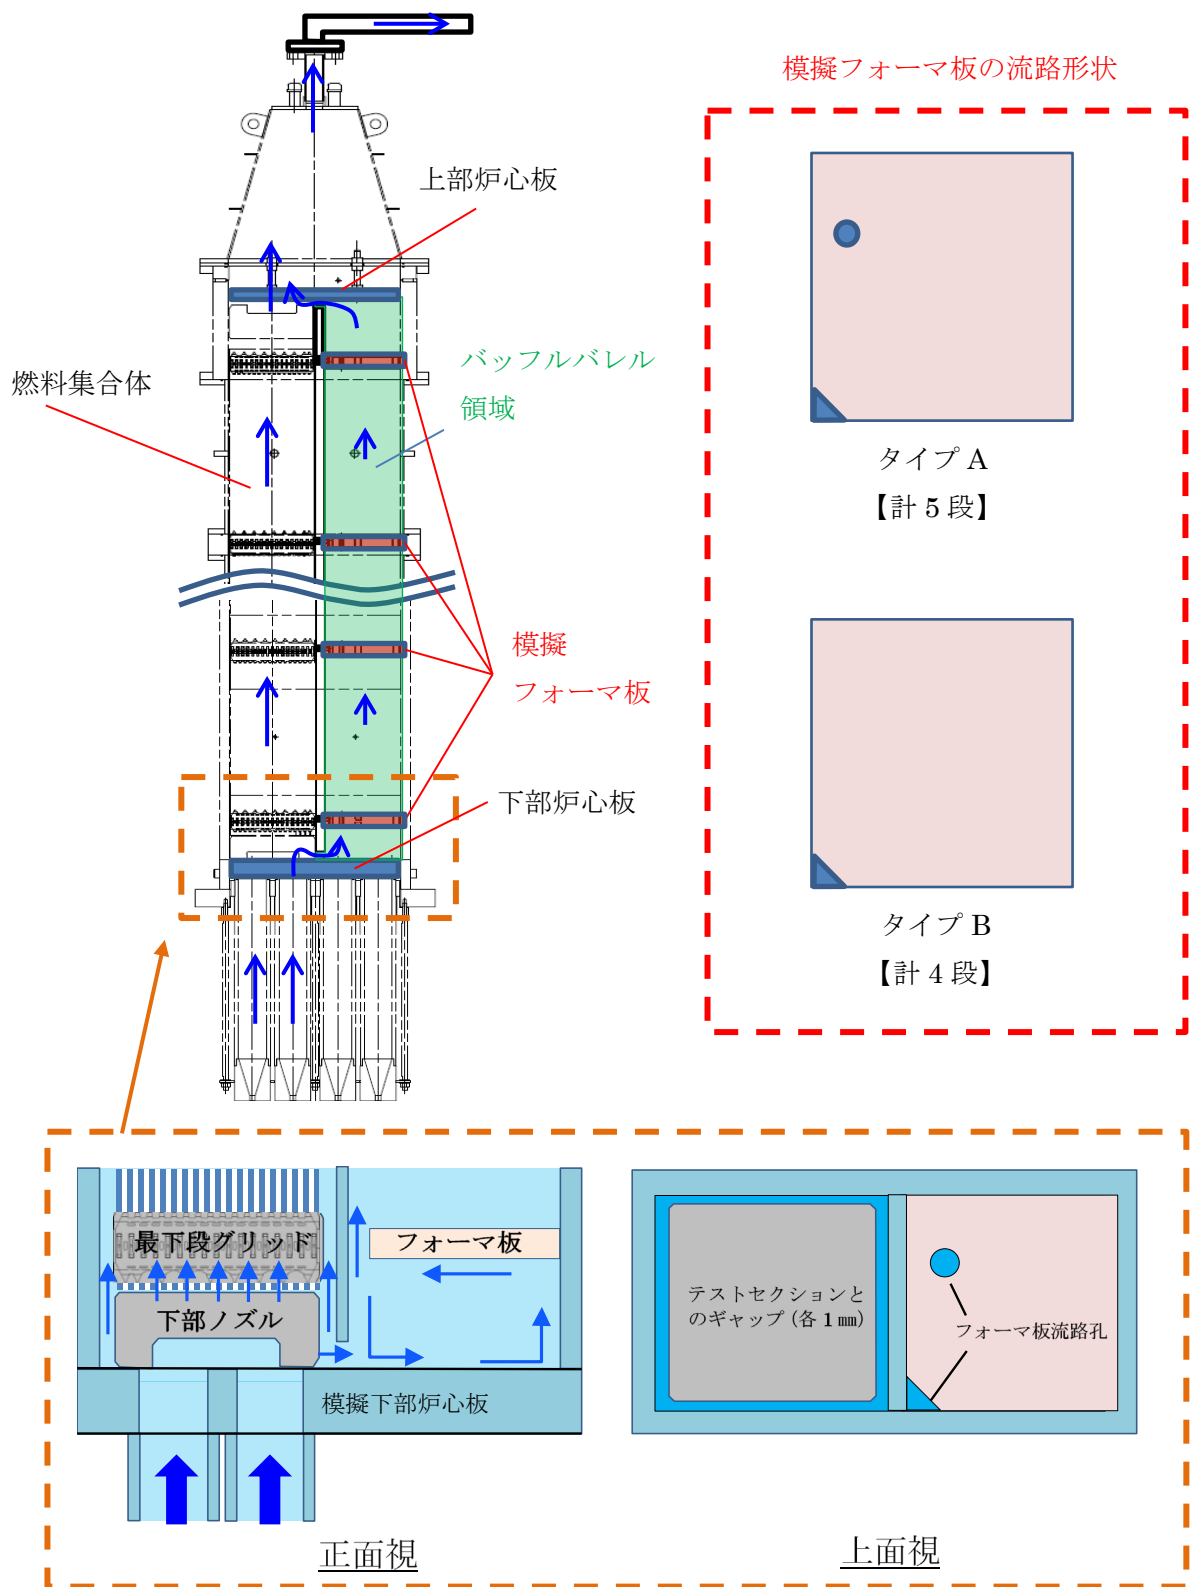 模擬フォーマ板の流路形状
上部炉心板
バッフルバレル
領域
燃料集合体
タイプ A
【計 5 段】
模擬
フォーマ板
下部炉心板
タイプ B
【計 4 段】
最下段グリッド
フォーマ板
下部ノズル
模擬下部炉心板
正面視
テストセクションと
のギャップ（各 1 ㎜）
フォーマ板流路孔
上面視